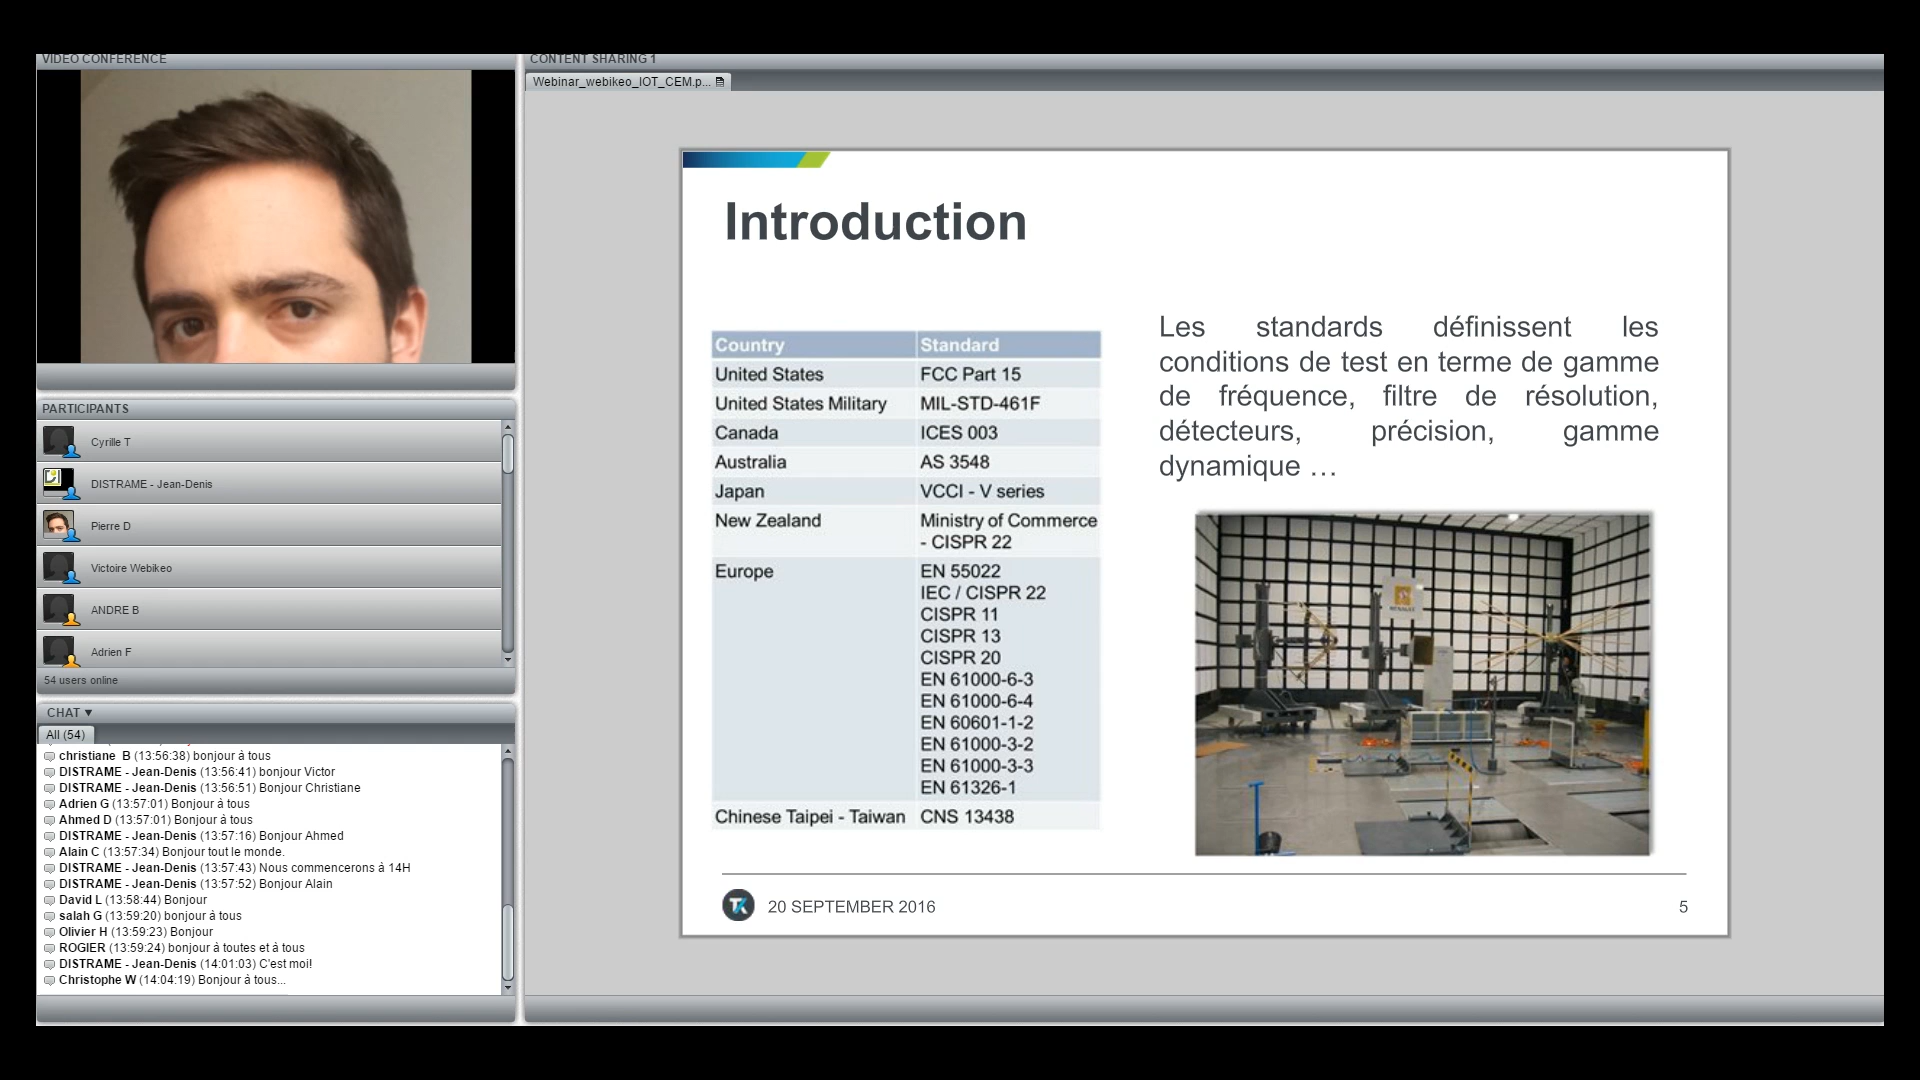 VIDEO CONFERENCE
PARTICIPANTS
Cyrille T
DISTRAME - Jean-Denis
Pierre D
Victoire Webikeo
ANDRE B
Adrien F
54 users online
CHAT
All (54)
christiane B (13:56:38) bonjour à tous
DISTRAME - Jean-Denis (13:56:41) bonjour Victor
DISTRAME - Jean-Denis (13:56:51) Bonjour Christiane
Adrien G (13:57:01) Bonjour à tous
Ahmed D (13:57:01) Bonjour à tous
DISTRAME - Jean-Denis (13:57:16) Bonjour Ahmed
Alain C (13:57:34) Bonjour tout le monde.
DISTRAME - Jean-Denis (13:57:43) Nous commencerons à 14H
DISTRAME - Jean-Denis (13:57:52) Bonjour Alain
David L (13:58:44) Bonjour
salah G (13:59:20) bonjour à tous
Olivier H (13:59:23) Bonjour
ROGIER (13:59:24) bonjour à toutes et à tous
DISTRAME - Jean-Denis (14:01:03) C'est moi!
Christophe W (14:04:19) Bonjour à tous...
CONTENT SHARING 1
Webinar_webikeo_IOT_CEM.p...
Introduction
Country Standard
United States FCC Part 15
United States Military MIL-STD-461F
Canada ICES 003
Australia AS 3548
Japan VCCI - V series
New Zealand Ministry of Commerce
- CISPR 22
Europe EN 55022
IEC / CISPR 22
CISPR 11
CISPR 13
CISPR 20
EN 61000-6-3
EN 61000-6-4
EN 60601-1-2
EN 61000-3-2
EN 61000-3-3
EN 61326-1
Chinese Taipei - Taiwan CNS 13438
Les standards définissent les
conditions de test en terme de gamme
de fréquence, filtre de résolution,
détecteurs, précision, gamme
dynamique …
20 SEPTEMBER 2016
5